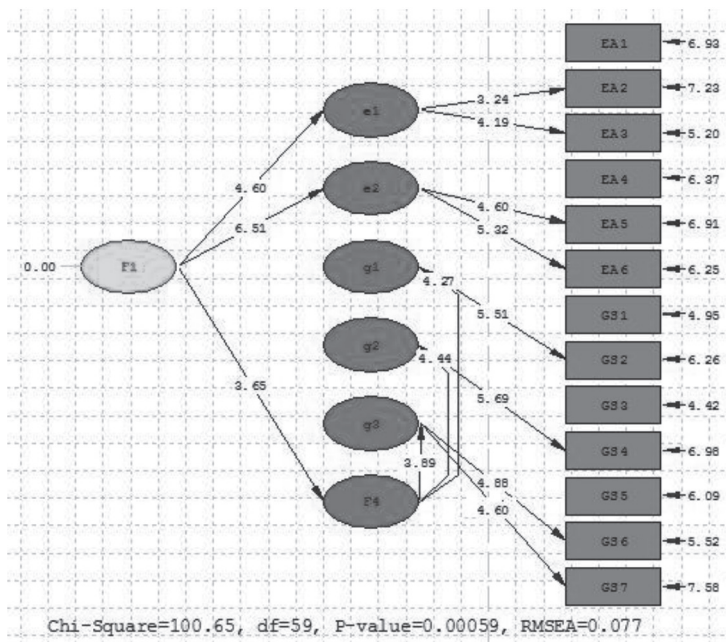 EA1 6.93
EA2 7.23
EA3 5.20
EA4 6.37
EA5 6.91
EA6 6.25
GS1 4.95
GS2 6.26
GS3 4.42
GS4 6.98
GS5 6.09
GS6 5.52
GS7 7.58
e1
e2
g1
g2
g3
F4
0.00 F1
4.60
6.51
3.65
3.24
4.19
4.60
5.32
4.27
5.51
4.44
5.69
3.89
4.88
4.60
Chi-Square=100.65, df=59, P-value=0.00059, RMSEA=0.077